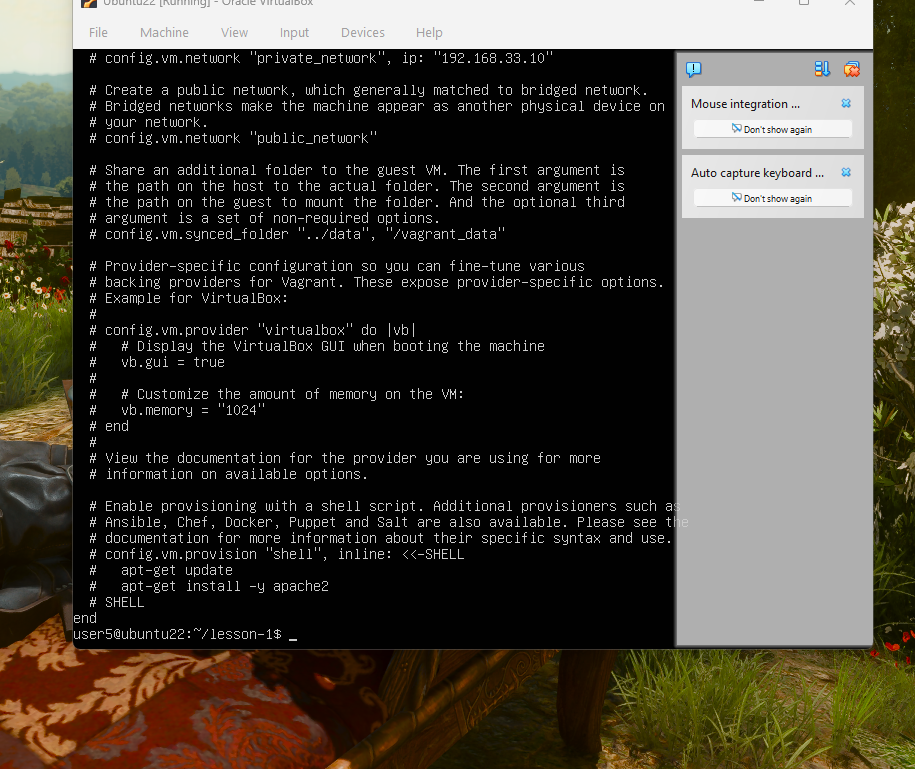 Ubuntu22 [Running] - Oracle VirtualBox
File Machine View Input Devices Help
# config.vm.network "private_network", ip: "192.168.33.10"
# Create a public network, which generally matched to bridged network.
# Bridged networks make the machine appear as another physical device on
# your network.
# config.vm.network "public_network"
# Share an additional folder to the guest VM. The first argument is
# the path on the host to the actual folder. The second argument is
# the path on the guest to mount the folder. And the optional third
# argument is a set of non-required options.
# config.vm.synced_folder "../data", "/vagrant_data"
# Provider-specific configuration so you can fine-tune various
# backing providers for Vagrant. These expose provider-specific options.
# Example for VirtualBox:
#
# config.vm.provider "virtualbox" do |vb|
#   # Display the VirtualBox GUI when booting the machine
#   vb.gui = true
#
#   # Customize the amount of memory on the VM:
#   vb.memory = "1024"
# end
#
# View the documentation for the provider you are using for more
# information on available options.
# Enable provisioning with a shell script. Additional provisioners such as
# Ansible, Chef, Docker, Puppet and Salt are also available. Please see the
# documentation for more information about their specific syntax and use.
# config.vm.provision "shell", inline: <<-SHELL
#   apt-get update
#   apt-get install -y apache2
# SHELL
end
user5@ubuntu22:~/lesson-1$ _
Mouse integration ...
Don't show again
Auto capture keyboard ...
Don't show again